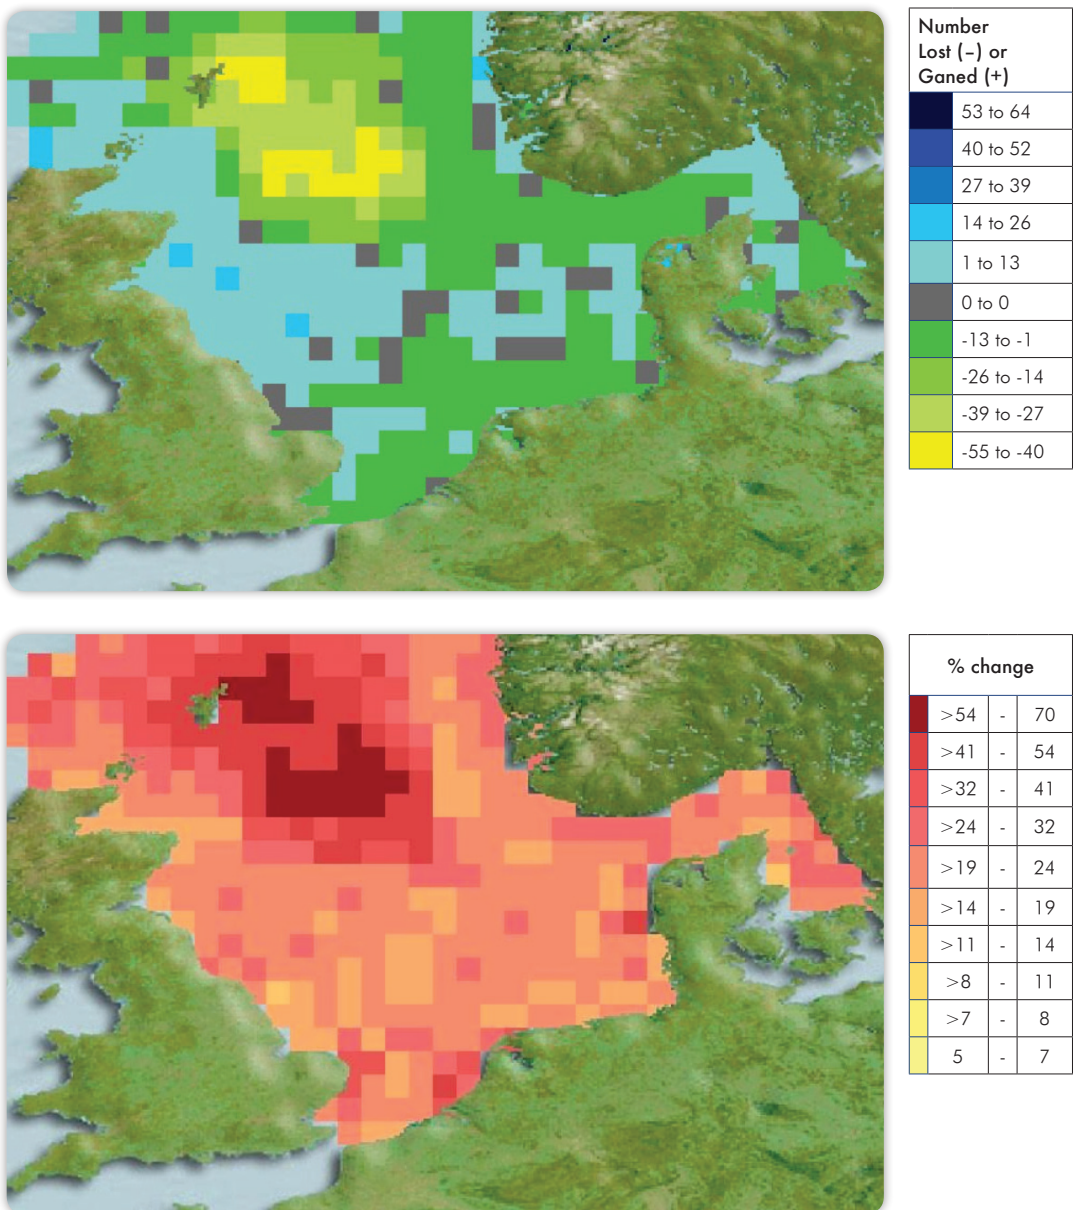 Number
Lost (–) or
Ganed (+)
53 to 64
40 to 52
27 to 39
14 to 26
1 to 13
0 to 0
-13 to -1
-26 to -14
-39 to -27
-55 to -40
% change
>54 - 70
>41 - 54
>32 - 41
>24 - 32
>19 - 24
>14 - 19
>11 - 14
>8 - 11
>7 - 8
5 - 7